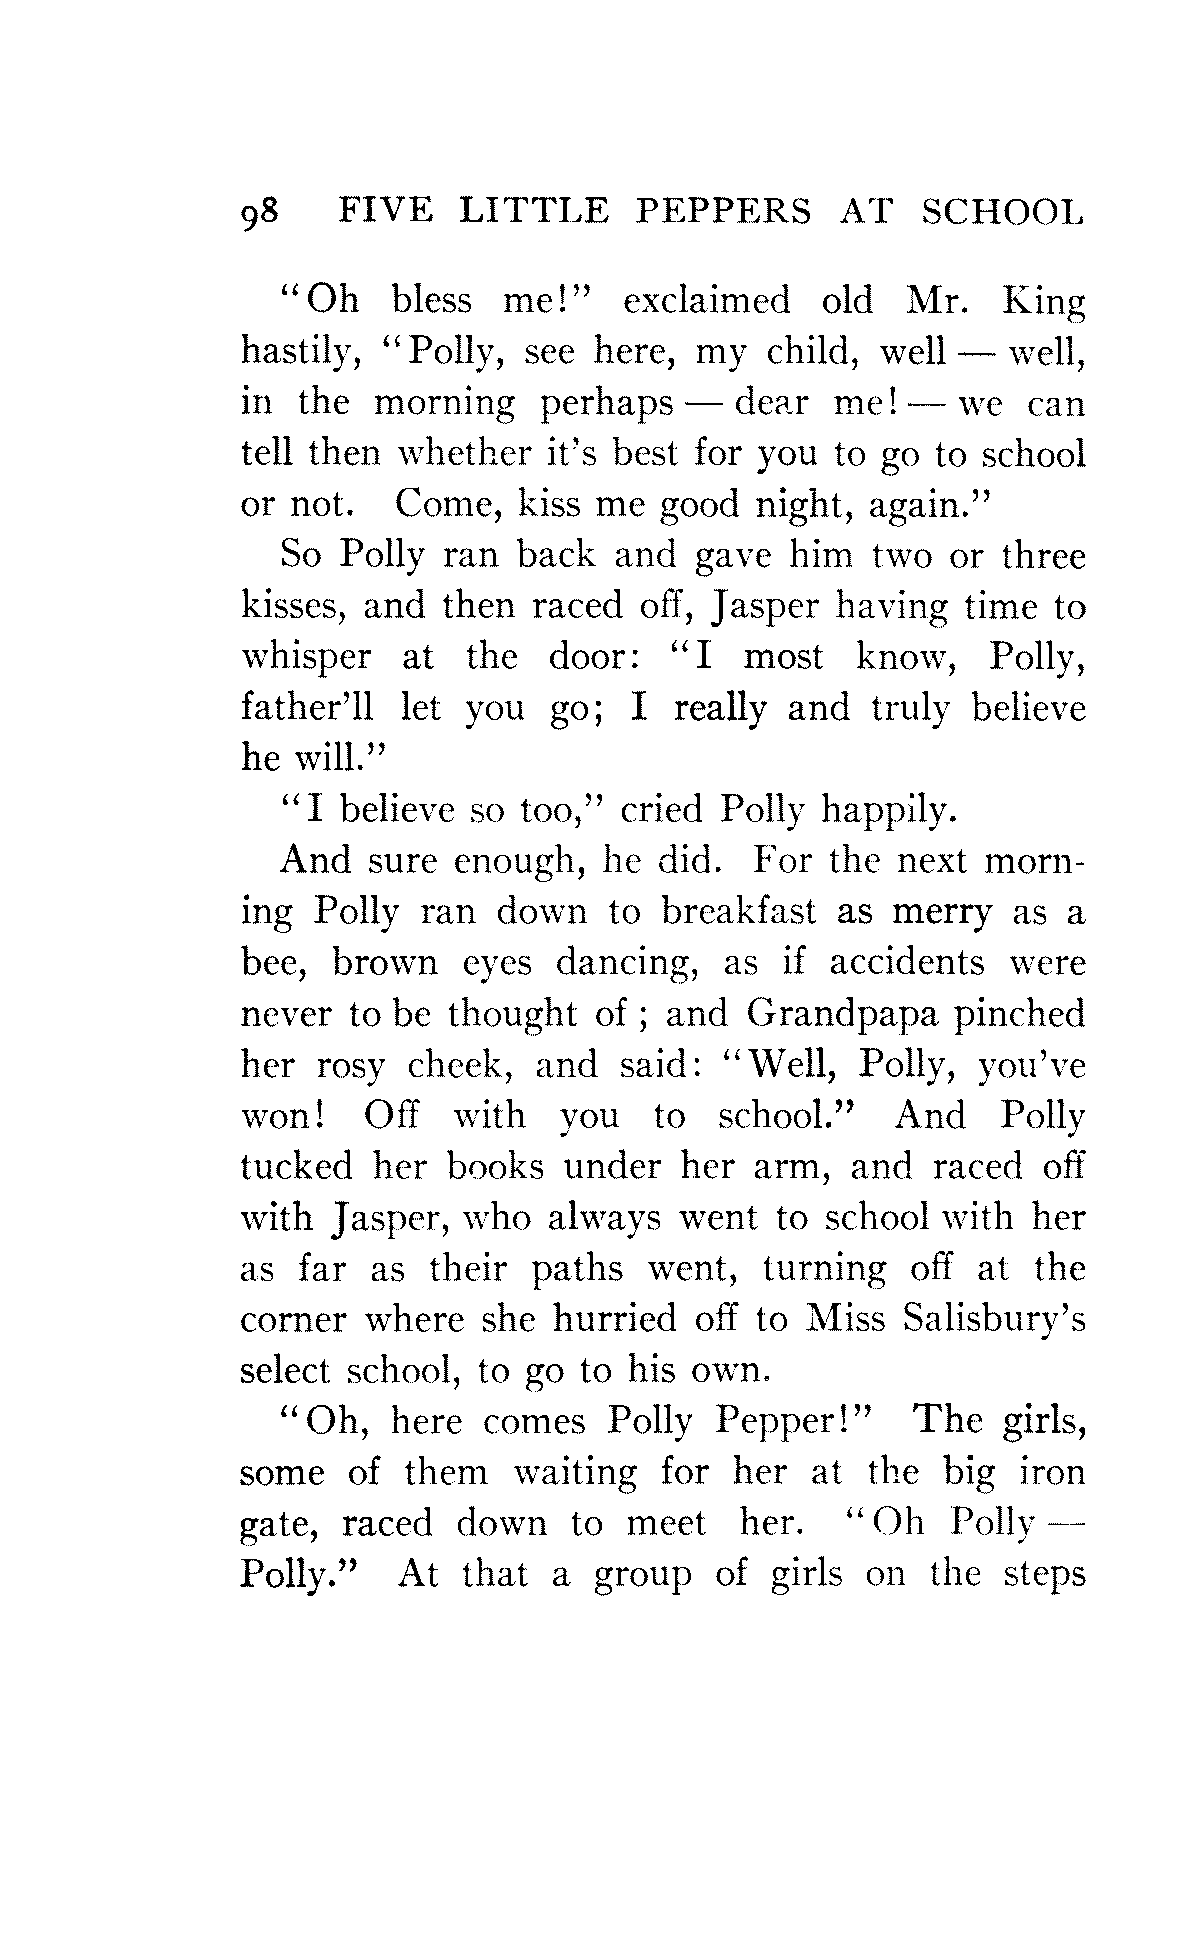 98 FIVE LITTLE PEPPERS AT SCHOOL
“Oh bless me!” exclaimed old Mr. King
hastily, “Polly, see here, my child, well — well,
in the morning perhaps — dear me! — we can
tell then whether it’s best for you to go to school
or not. Come, kiss me good night, again.”
So Polly ran back and gave him two or three
kisses, and then raced off, Jasper having time to
whisper at the door: “I most know, Polly,
father’ll let you go; I really and truly believe
he will.”
“I believe so too,” cried Polly happily.
And sure enough, he did. For the next morn-
ing Polly ran down to breakfast as merry as a
bee, brown eyes dancing, as if accidents were
never to be thought of; and Grandpapa pinched
her rosy cheek, and said: “Well, Polly, you’ve
won! Off with you to school.” And Polly
tucked her books under her arm, and raced off
with Jasper, who always went to school with her
as far as their paths went, turning off at the
corner where she hurried off to Miss Salisbury’s
select school, to go to his own.
“Oh, here comes Polly Pepper!” The girls,
some of them waiting for her at the big iron
gate, raced down to meet her. “Oh Polly —
Polly.” At that a group of girls on the steps